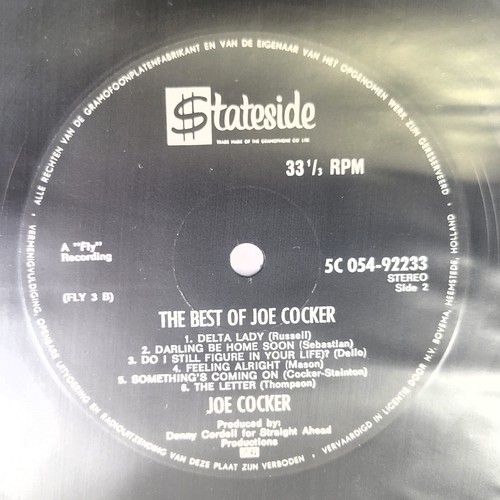 ALLE RECHTEN VAN DE GRAMOFOONPLATENFABRIKANT EN VAN DE EIGENAAR VAN HET OPGENOMEN WERK ZIJN GERESERVEERD
$tateside
TRADE MARK OF THE GRAMOPHONE CO LTD.
33 1/3 RPM
A "Fly"
Recording
5C 054-92233
STEREO
Side 2
(FLY 3 B)
THE BEST OF JOE COCKER
1. DELTA LADY (Russell)
2. DARLING BE HOME SOON (Sebastian)
3. DO I STILL FIGURE IN YOUR LIFE)? (Dello)
4. FEELING ALRIGHT (Mason)
5. SOMETHING'S COMING ON (Cocker-Stainton)
6. THE LETTER (Thompson)
JOE COCKER
Produced by:
Denny Cordell for Straight Ahead
Productions
VERMENIGVULDIGING, OPENBARE UITVOERING EN RADIOUITZENDING VAN DEZE PLAAT ZIJN VERBODEN • VERVAARDIGD IN LICENTIE DOOR N.V. BOVEMA, HEEMSTEDE, HOLLAND